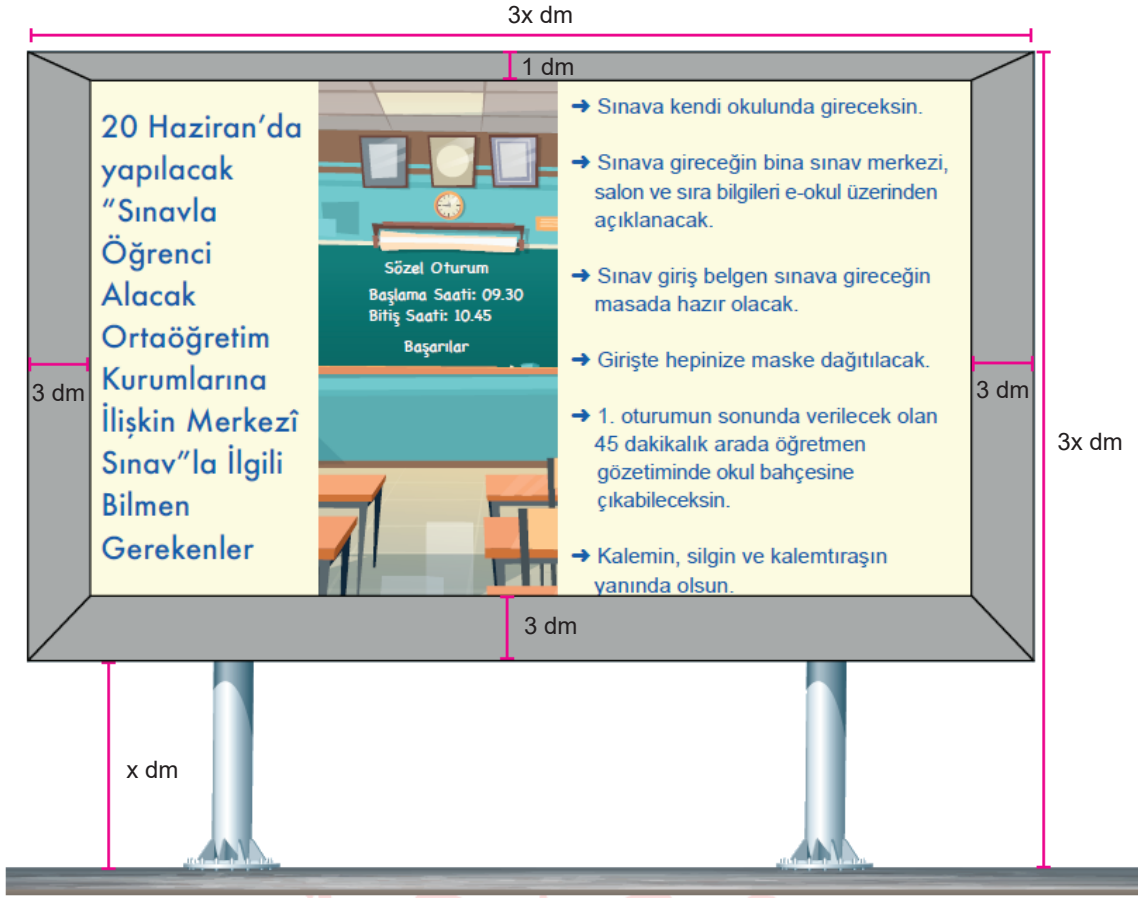 3x dm
1 dm
20 Haziran’da
yapılacak
“Sınavla
Öğrenci
Alacak
Ortaöğretim
Kurumlarına
İlişkin Merkezî
Sınav”la İlgili
Bilmen
Gerekenler
Sözel Oturum
Başlama Saati: 09.30
Bitiş Saati: 10.45
Başarılar
➜ Sınava kendi okulunda gireceksin.
➜ Sınava gireceğin bina sınav merkezi,
salon ve sıra bilgileri e-okul üzerinden
açıklanacak.
➜ Sınav giriş belgen sınava gireceğin
masada hazır olacak.
➜ Girişte hepinize maske dağıtılacak.
➜ 1. oturumun sonunda verilecek olan
45 dakikalık arada öğretmen
gözetiminde okul bahçesine
çıkabileceksin.
➜ Kalemin, silgin ve kalemtıraşın
yanında olsun.
3 dm
3 dm
3x dm
3 dm
x dm